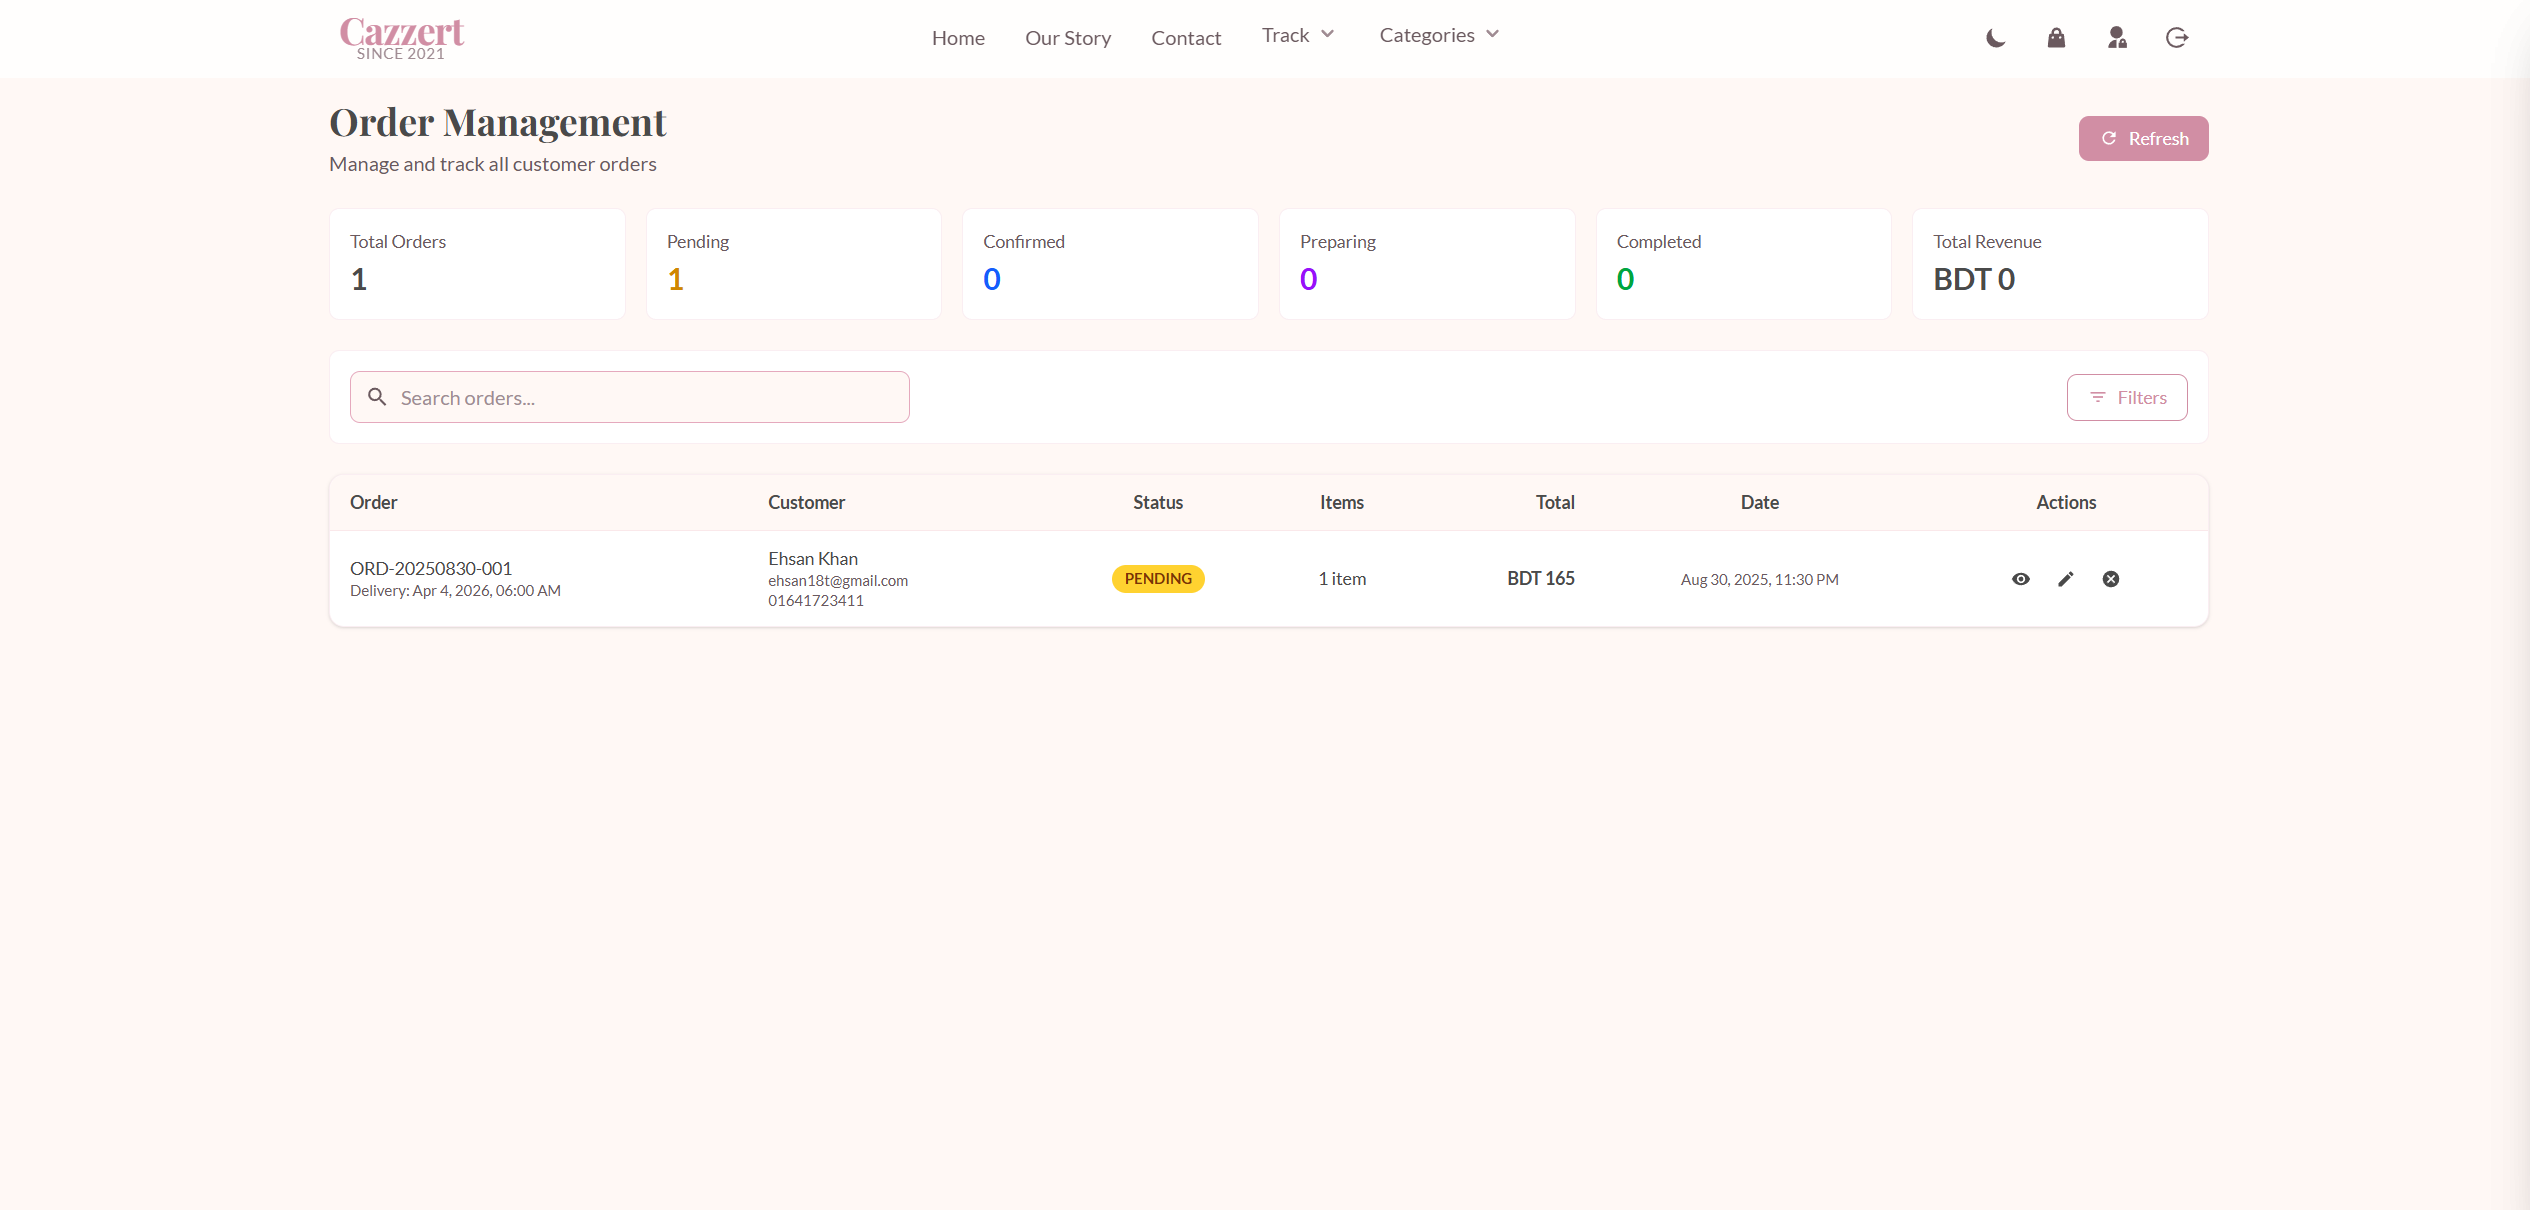 Cazzert
SINCE 2021
Home
Our Story
Contact
Track
Categories
Order Management
Manage and track all customer orders
Refresh
Total Orders
1
Pending
1
Confirmed
0
Preparing
0
Completed
0
Total Revenue
BDT 0
Search orders...
Filters
Order
Customer
Status
Items
Total
Date
Actions
ORD-20250830-001
Delivery: Apr 4, 2026, 06:00 AM
Ehsan Khan
ehsan18t@gmail.com
01641723411
PENDING
1 item
BDT 165
Aug 30, 2025, 11:30 PM